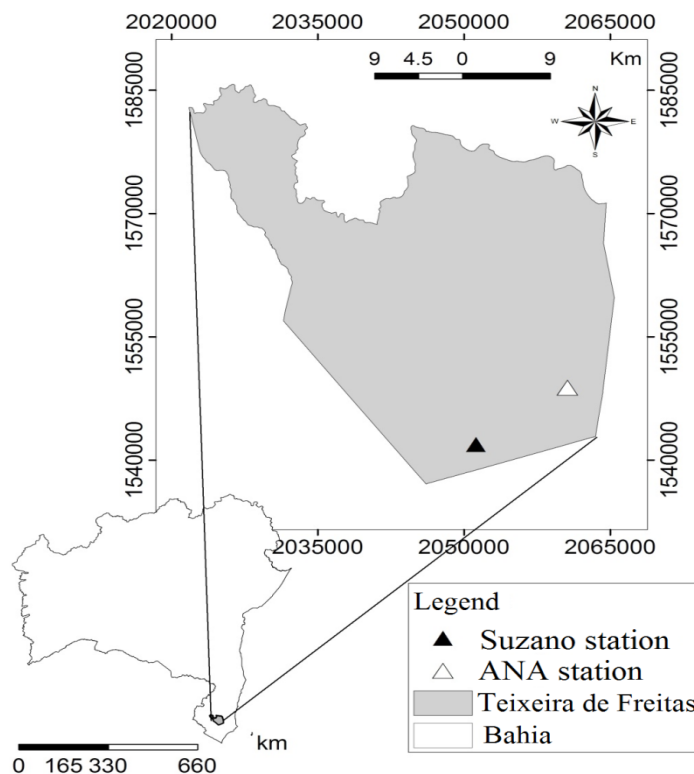 2020000 2035000 2050000 2065000
9 4.5 0 9 Km
N
W E
S
1585000 1585000
1570000 1570000
1555000 1555000
1540000 1540000
2035000 2050000 2065000
Legend
Suzano station
ANA station
Teixeira de Freitas
Bahia
km
0 165 330 660